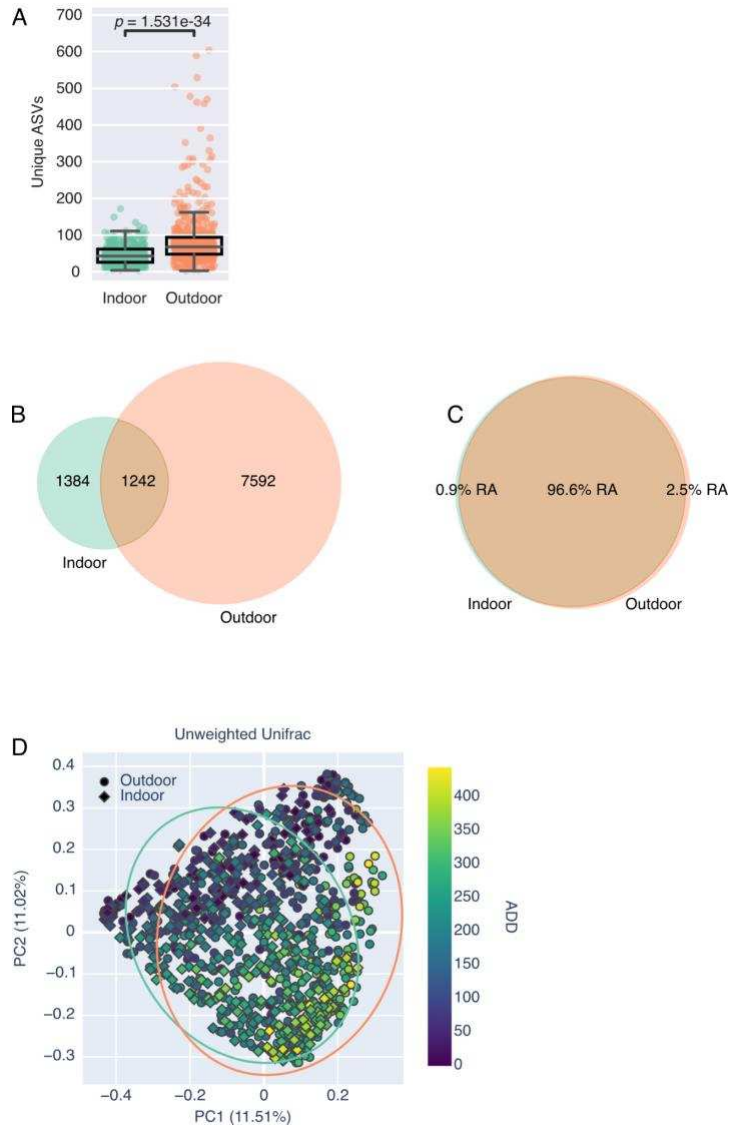 A
700
600
500
400
300
200
100
0
Unique ASVs
p = 1.531e-34
Indoor Outdoor
B
1384 1242 7592
Indoor
Outdoor
C
0.9% RA 96.6% RA 2.5% RA
Indoor Outdoor
D
Unweighted Unifrac
Outdoor
Indoor
0.4
0.3
0.2
0.1
0
−0.1
−0.2
−0.3
PC2 (11.02%)
−0.4 −0.2 0 0.2
PC1 (11.51%)
400
350
300
250
200
150
100
50
0
ADD